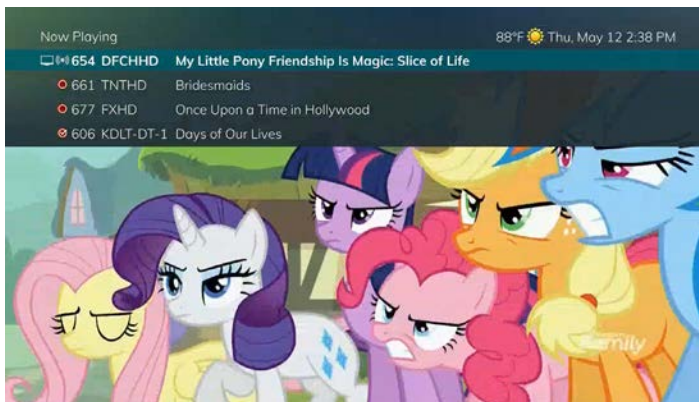 Now Playing 88°F Thu, May 12 2:38 PM
654 DFCHHD My Little Pony Friendship Is Magic: Slice of Life
661 TNTHD Bridesmaids
677 FXHD Once Upon a Time in Hollywood
606 KDLT-DT-1 Days of Our Lives
family